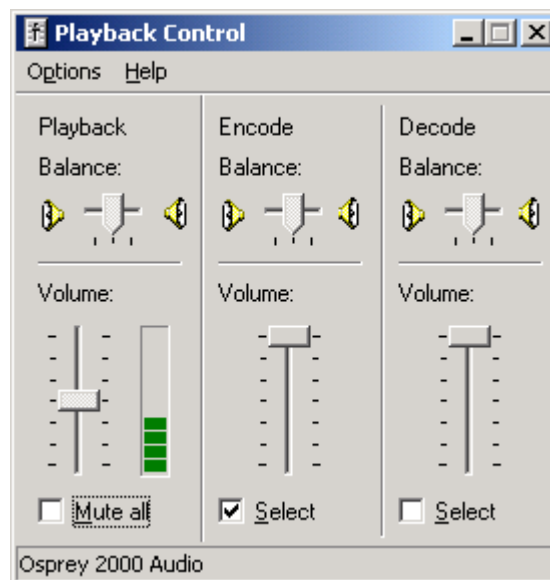 Playback Control
Options Help
Playback Encode Decode
Balance: Balance: Balance:
Volume: Volume: Volume:
Mute all Select Select
Osprey 2000 Audio